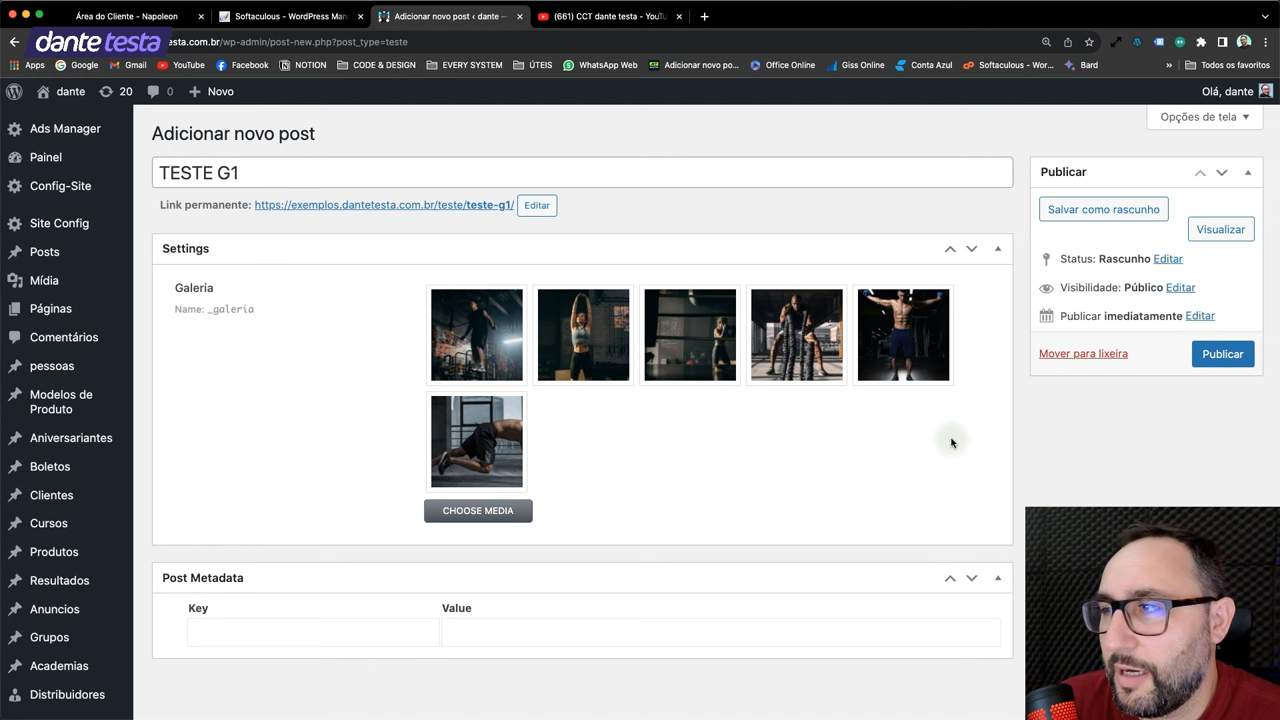 Área do Cliente - Napoleon
Softaculous - WordPress Man
Adicionar novo post ‹ dante —
(661) CCT dante testa - YouTu
dante testa
esta.com.br/wp-admin/post-new.php?post_type=teste
Apps
Google
Gmail
YouTube
Facebook
NOTION
CODE & DESIGN
EVERY SYSTEM
ÚTEIS
WhatsApp Web
Adicionar novo po...
Office Online
Giss Online
Conta Azul
Softaculous - Wor...
Bard
»
Todos os favoritos
dante
20
0
Novo
Olá, dante
Ads Manager
Painel
Config-Site
Site Config
Posts
Mídia
Páginas
Comentários
pessoas
Modelos de
Produto
Aniversariantes
Boletos
Clientes
Cursos
Produtos
Resultados
Anuncios
Grupos
Academias
Distribuidores
Opções de tela
Adicionar novo post
TESTE G1
Link permanente: https://exemplos.dantetesta.com.br/teste/teste-g1/ Editar
Settings
Galeria
Name: _galeria
CHOOSE MEDIA
Post Metadata
Key
Value
Publicar
Salvar como rascunho
Visualizar
Status: Rascunho Editar
Visibilidade: Público Editar
Publicar imediatamente Editar
Mover para lixeira
Publicar